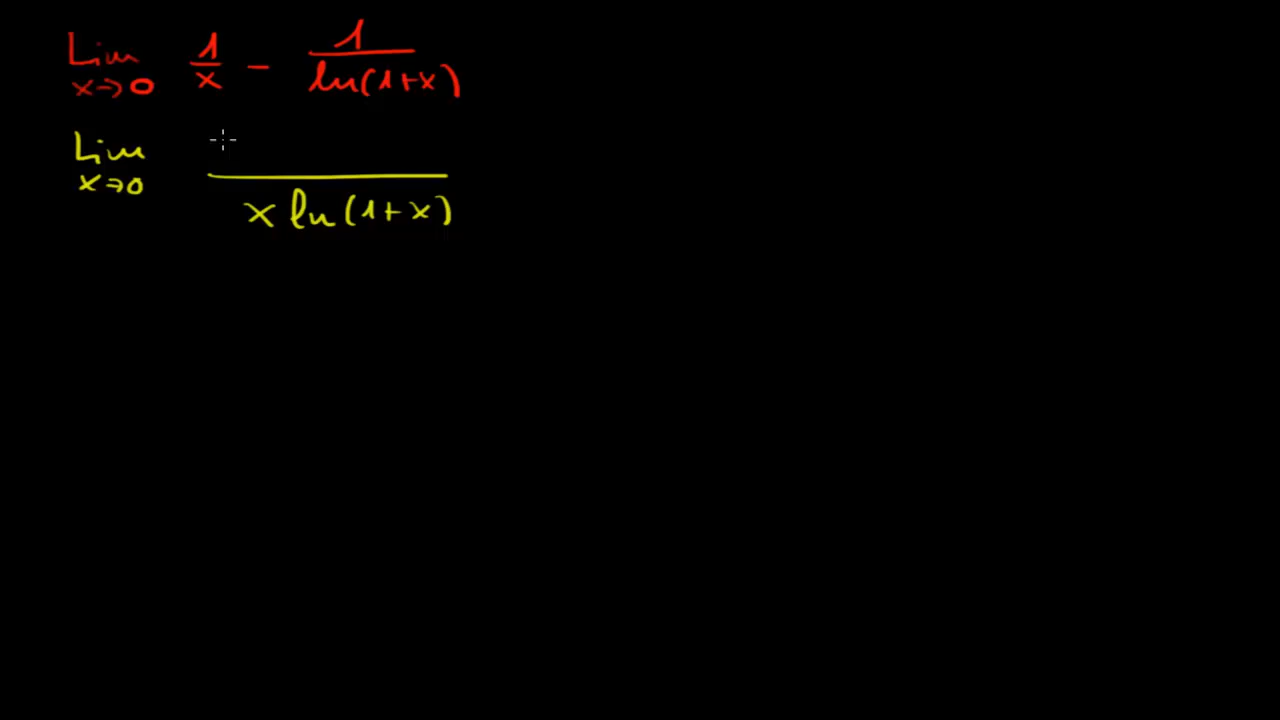 Lim x→0 1/x - 1/ln(1+x)
Lim x→0 /x ln(1+x)